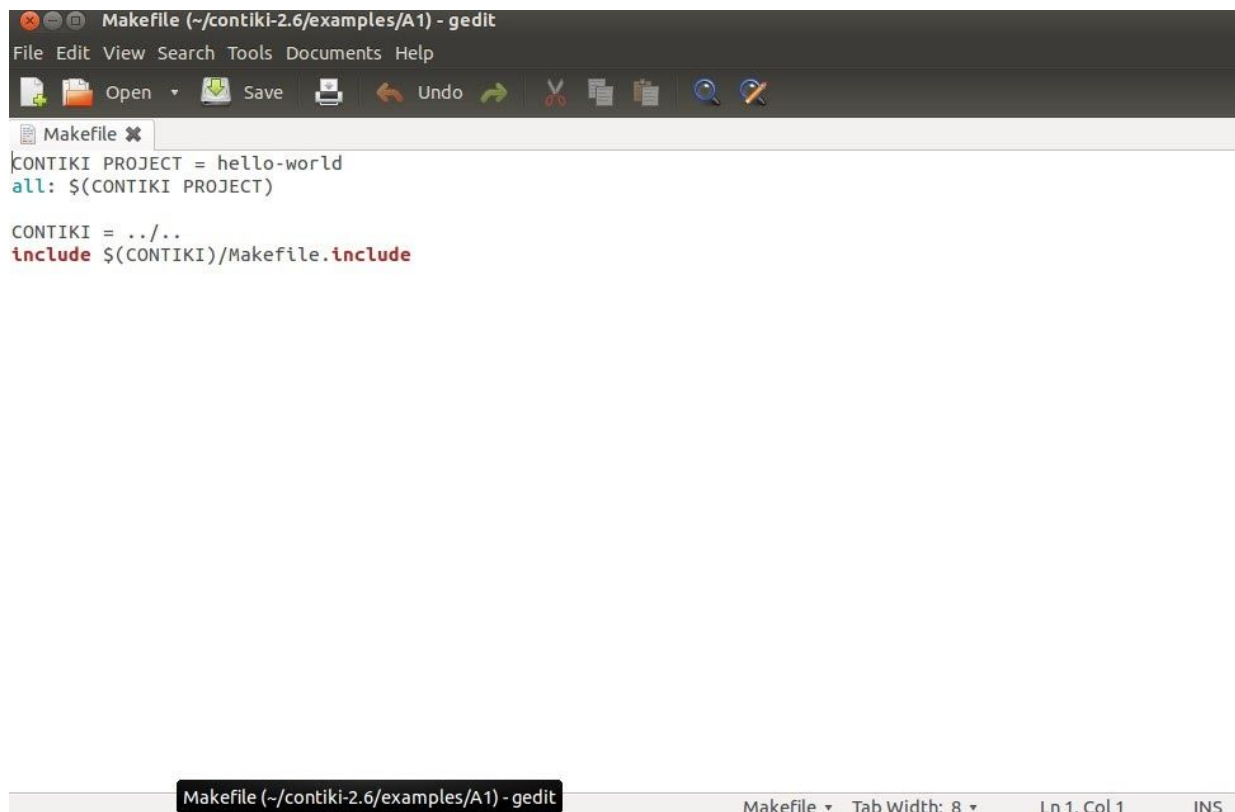 Makefile (~/contiki-2.6/examples/A1) - gedit
File Edit View Search Tools Documents Help
Open Save Undo
Makefile
CONTIKI PROJECT = hello-world
all: $(CONTIKI PROJECT)
CONTIKI = ../..
include $(CONTIKI)/Makefile.include
Makefile (~/contiki-2.6/examples/A1) - gedit
Makefile Tab Width: 8 Ln 1, Col 1 INS